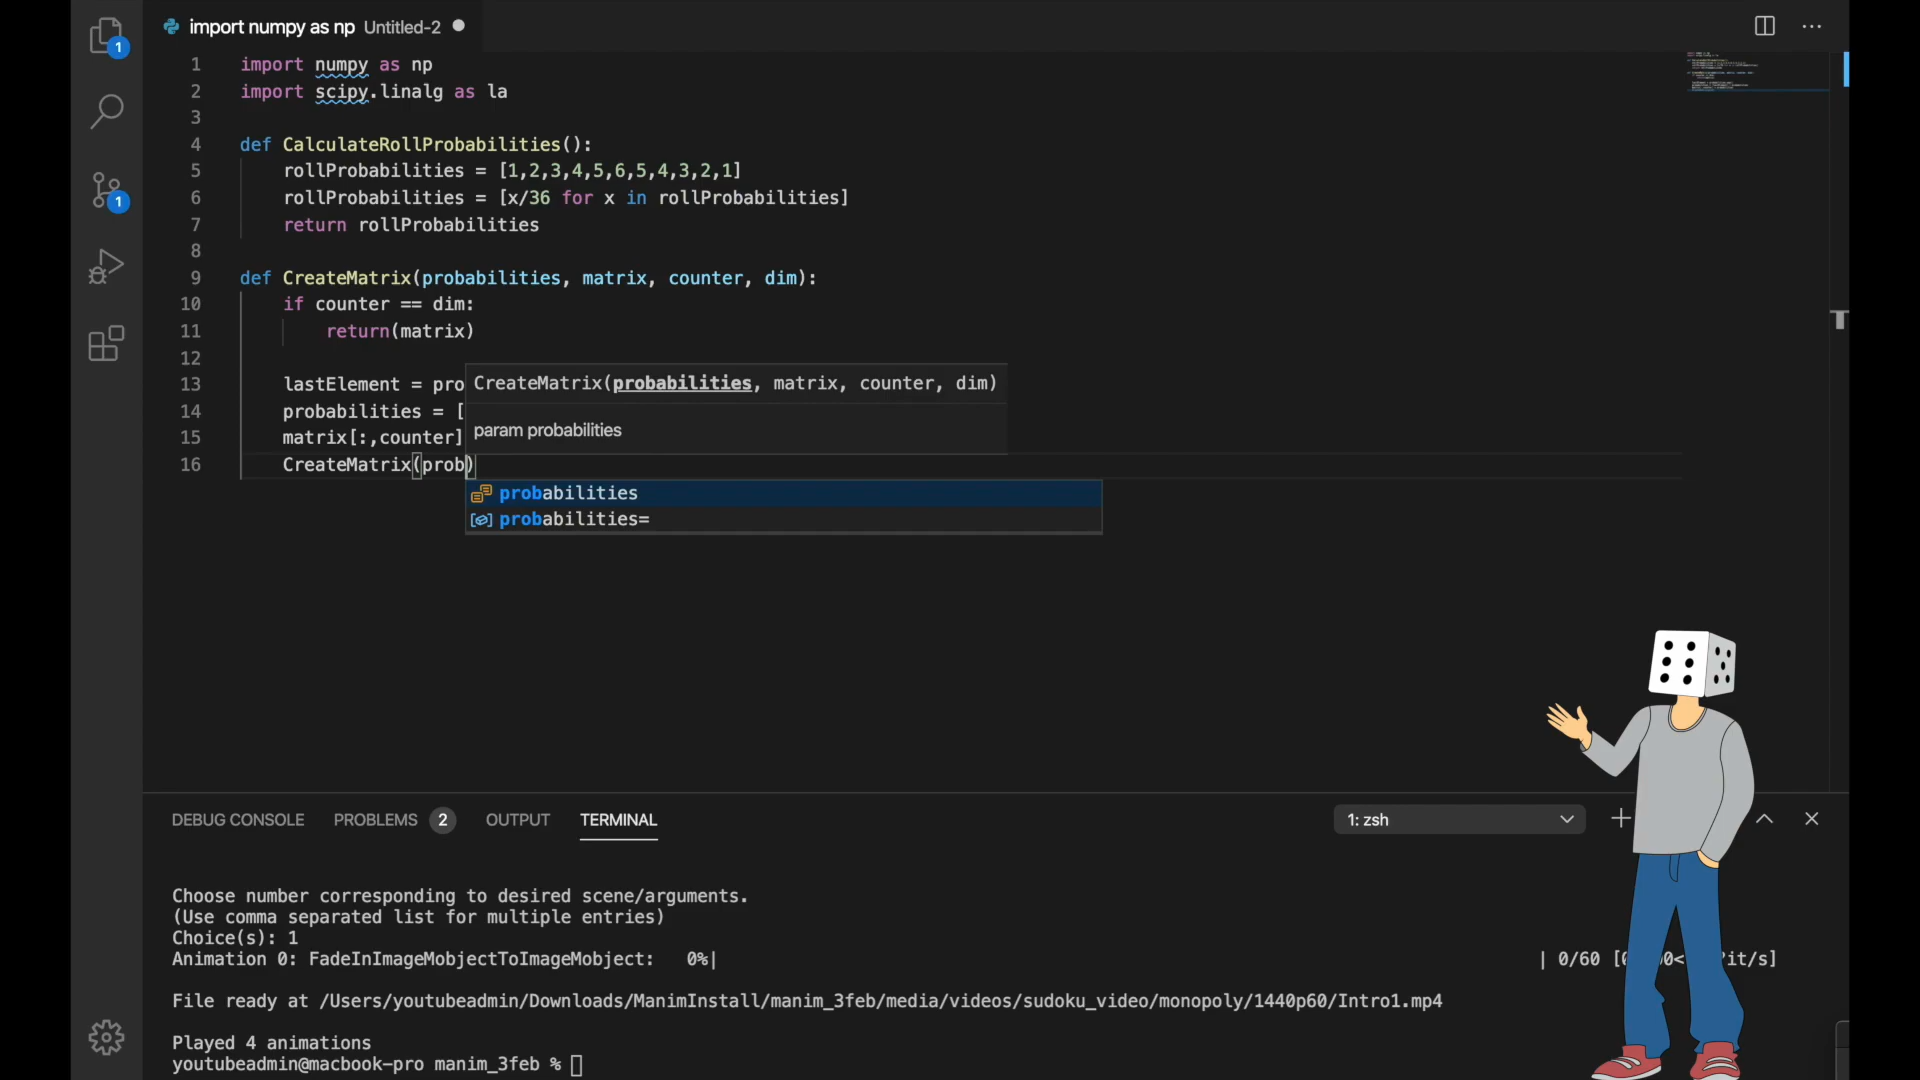 import numpy as np Untitled-2
1 import numpy as np
2 import scipy.linalg as la
3
4 def CalculateRollProbabilities():
5 rollProbabilities = [1,2,3,4,5,6,5,4,3,2,1]
6 rollProbabilities = [x/36 for x in rollProbabilities]
7 return rollProbabilities
8
9 def CreateMatrix(probabilities, matrix, counter, dim):
10 if counter == dim:
11 return(matrix)
12
13 lastElement = pro
CreateMatrix(probabilities, matrix, counter, dim)
14 probabilities = [
param probabilities
15 matrix[:,counter]
16 CreateMatrix(prob)
probabilities
probabilities=
1
1
DEBUG CONSOLE PROBLEMS 2 OUTPUT TERMINAL 1: zsh
Choose number corresponding to desired scene/arguments.
(Use comma separated list for multiple entries)
Choice(s): 1
Animation 0: FadeInImageMobjectToImageMobject: 0%| | 0/60 it/s]
File ready at /Users/youtubeadmin/Downloads/ManimInstall/manim_3feb/media/videos/sudoku_video/monopoly/1440p60/Intro1.mp4
Played 4 animations
youtubeadmin@macbook-pro manim_3feb %